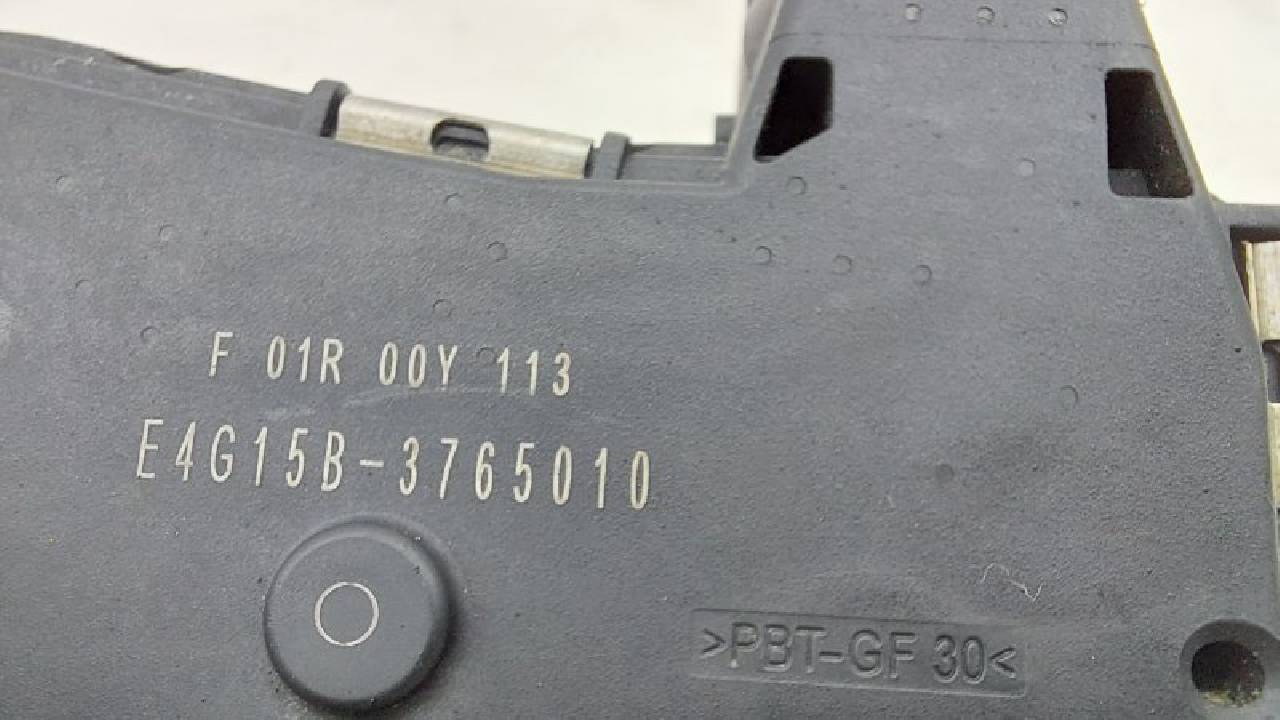 F 01R 00Y 113
E4G15B-3765010
>PBT-GF 30<